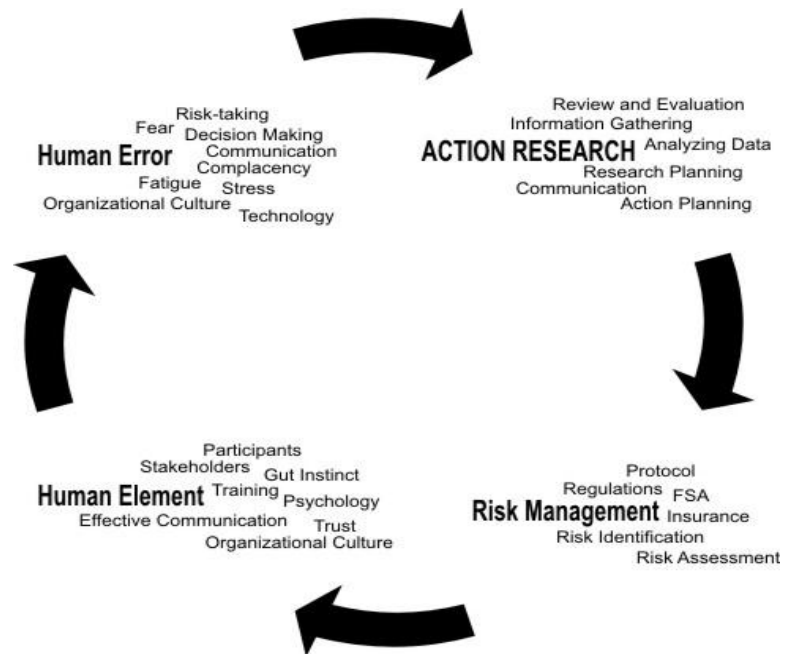 Risk-taking
Fear
Decision Making
Human Error
Communication
Complacency
Fatigue
Stress
Organizational Culture
Technology
Review and Evaluation
Information Gathering
ACTION RESEARCH
Analyzing Data
Research Planning
Communication
Action Planning
Participants
Stakeholders
Gut Instinct
Human Element
Training
Psychology
Effective Communication
Trust
Organizational Culture
Protocol
Regulations
FSA
Risk Management
Insurance
Risk Identification
Risk Assessment